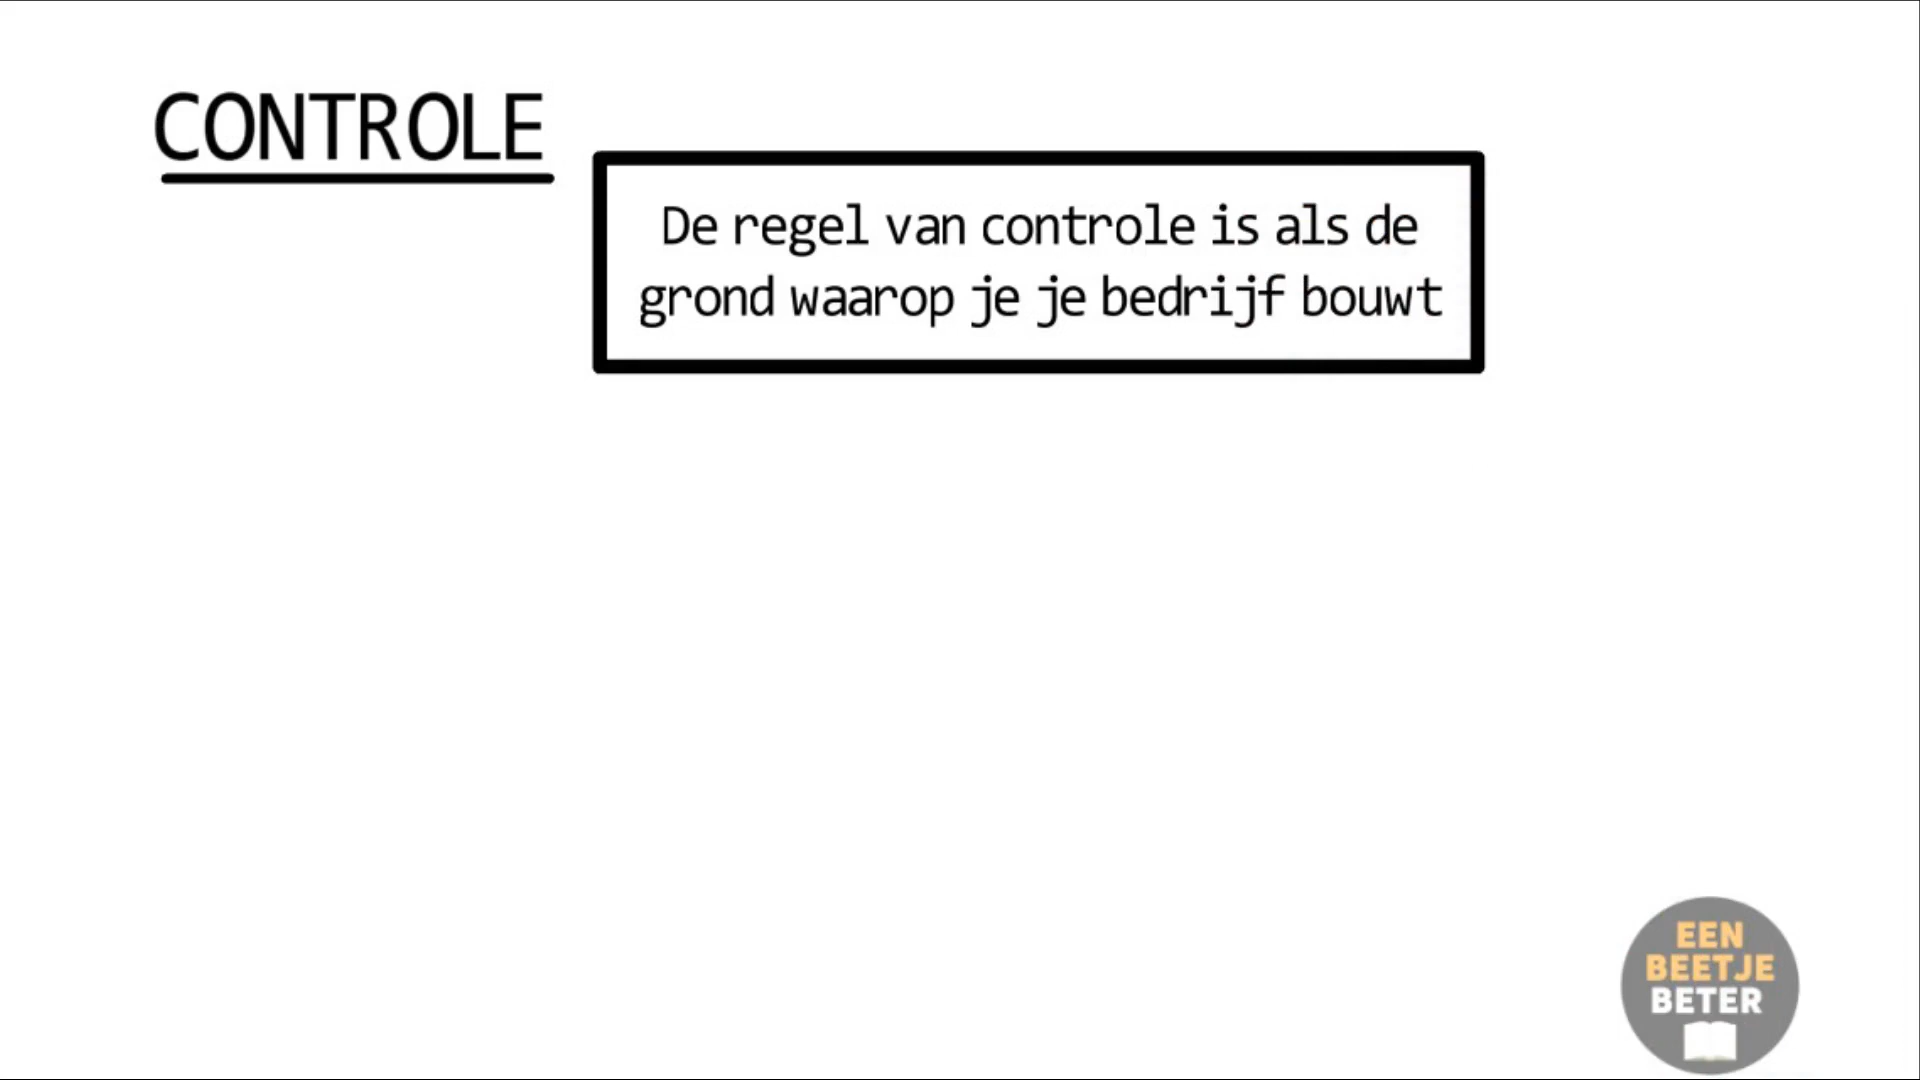 CONTROLE
De regel van controle is als de
grond waarop je je bedrijf bouwt
EEN
BEETJE
BETER